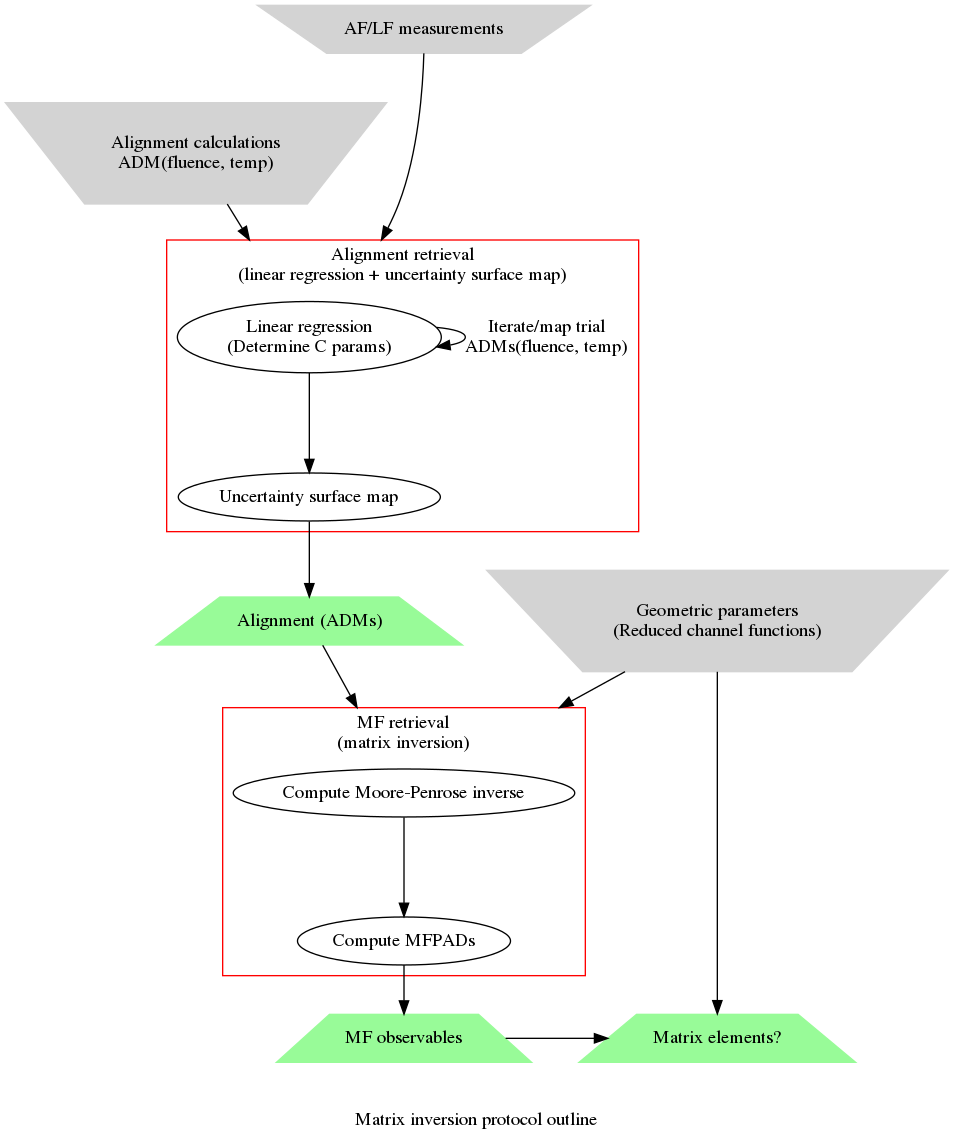 AF/LF measurements
Alignment calculations
ADM(fluence, temp)
Alignment retrieval
(linear regression + uncertainty surface map)
Linear regression
(Determine C params)
Iterate/map trial
ADMs(fluence, temp)
Uncertainty surface map
Alignment (ADMs)
Geometric parameters
(Reduced channel functions)
MF retrieval
(matrix inversion)
Compute Moore-Penrose inverse
Compute MFPADs
MF observables
Matrix elements?
Matrix inversion protocol outline